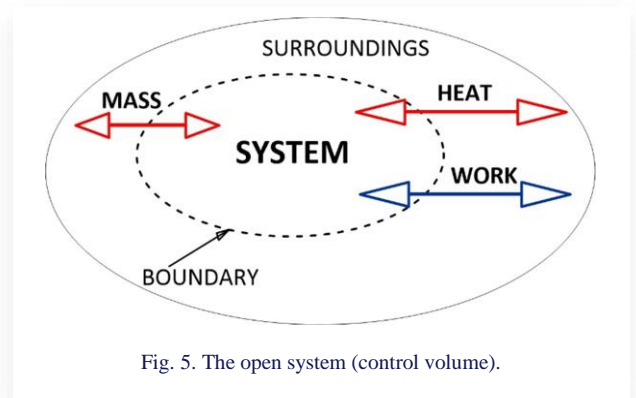 SURROUNDINGS
MASS
HEAT
SYSTEM
WORK
BOUNDARY
Fig. 5. The open system (control volume).